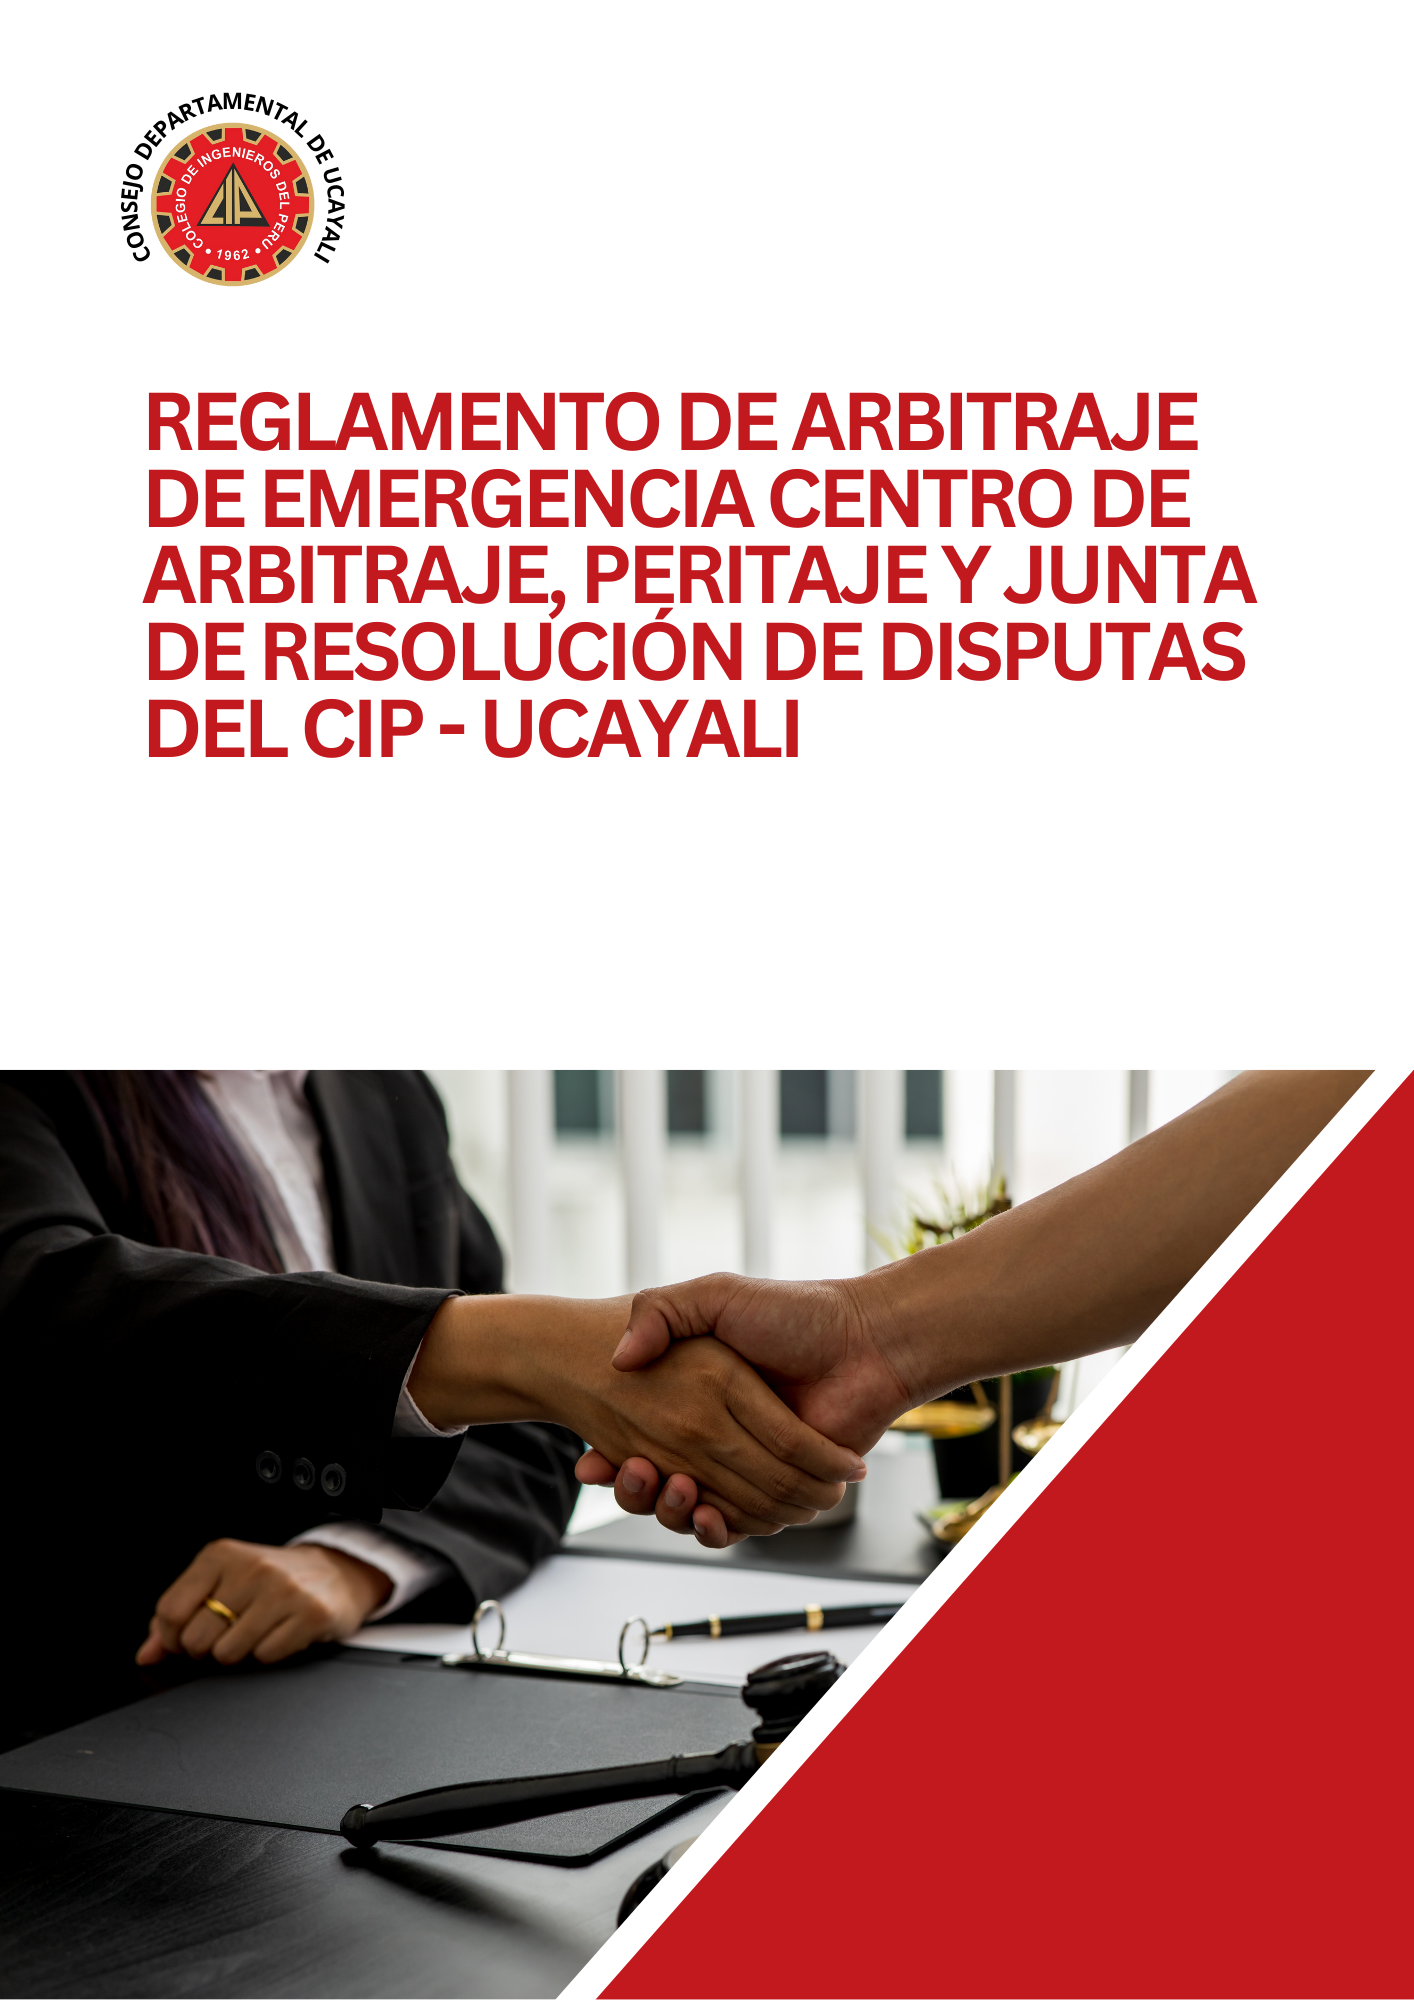 CONSEJO DEPARTAMENTAL DE UCAYALI
COLEGIO DE INGENIEROS DEL PERU
CIP
• 1962 •
REGLAMENTO DE ARBITRAJE
DE EMERGENCIA CENTRO DE
ARBITRAJE, PERITAJE Y JUNTA
DE RESOLUCIÓN DE DISPUTAS
DEL CIP - UCAYALI